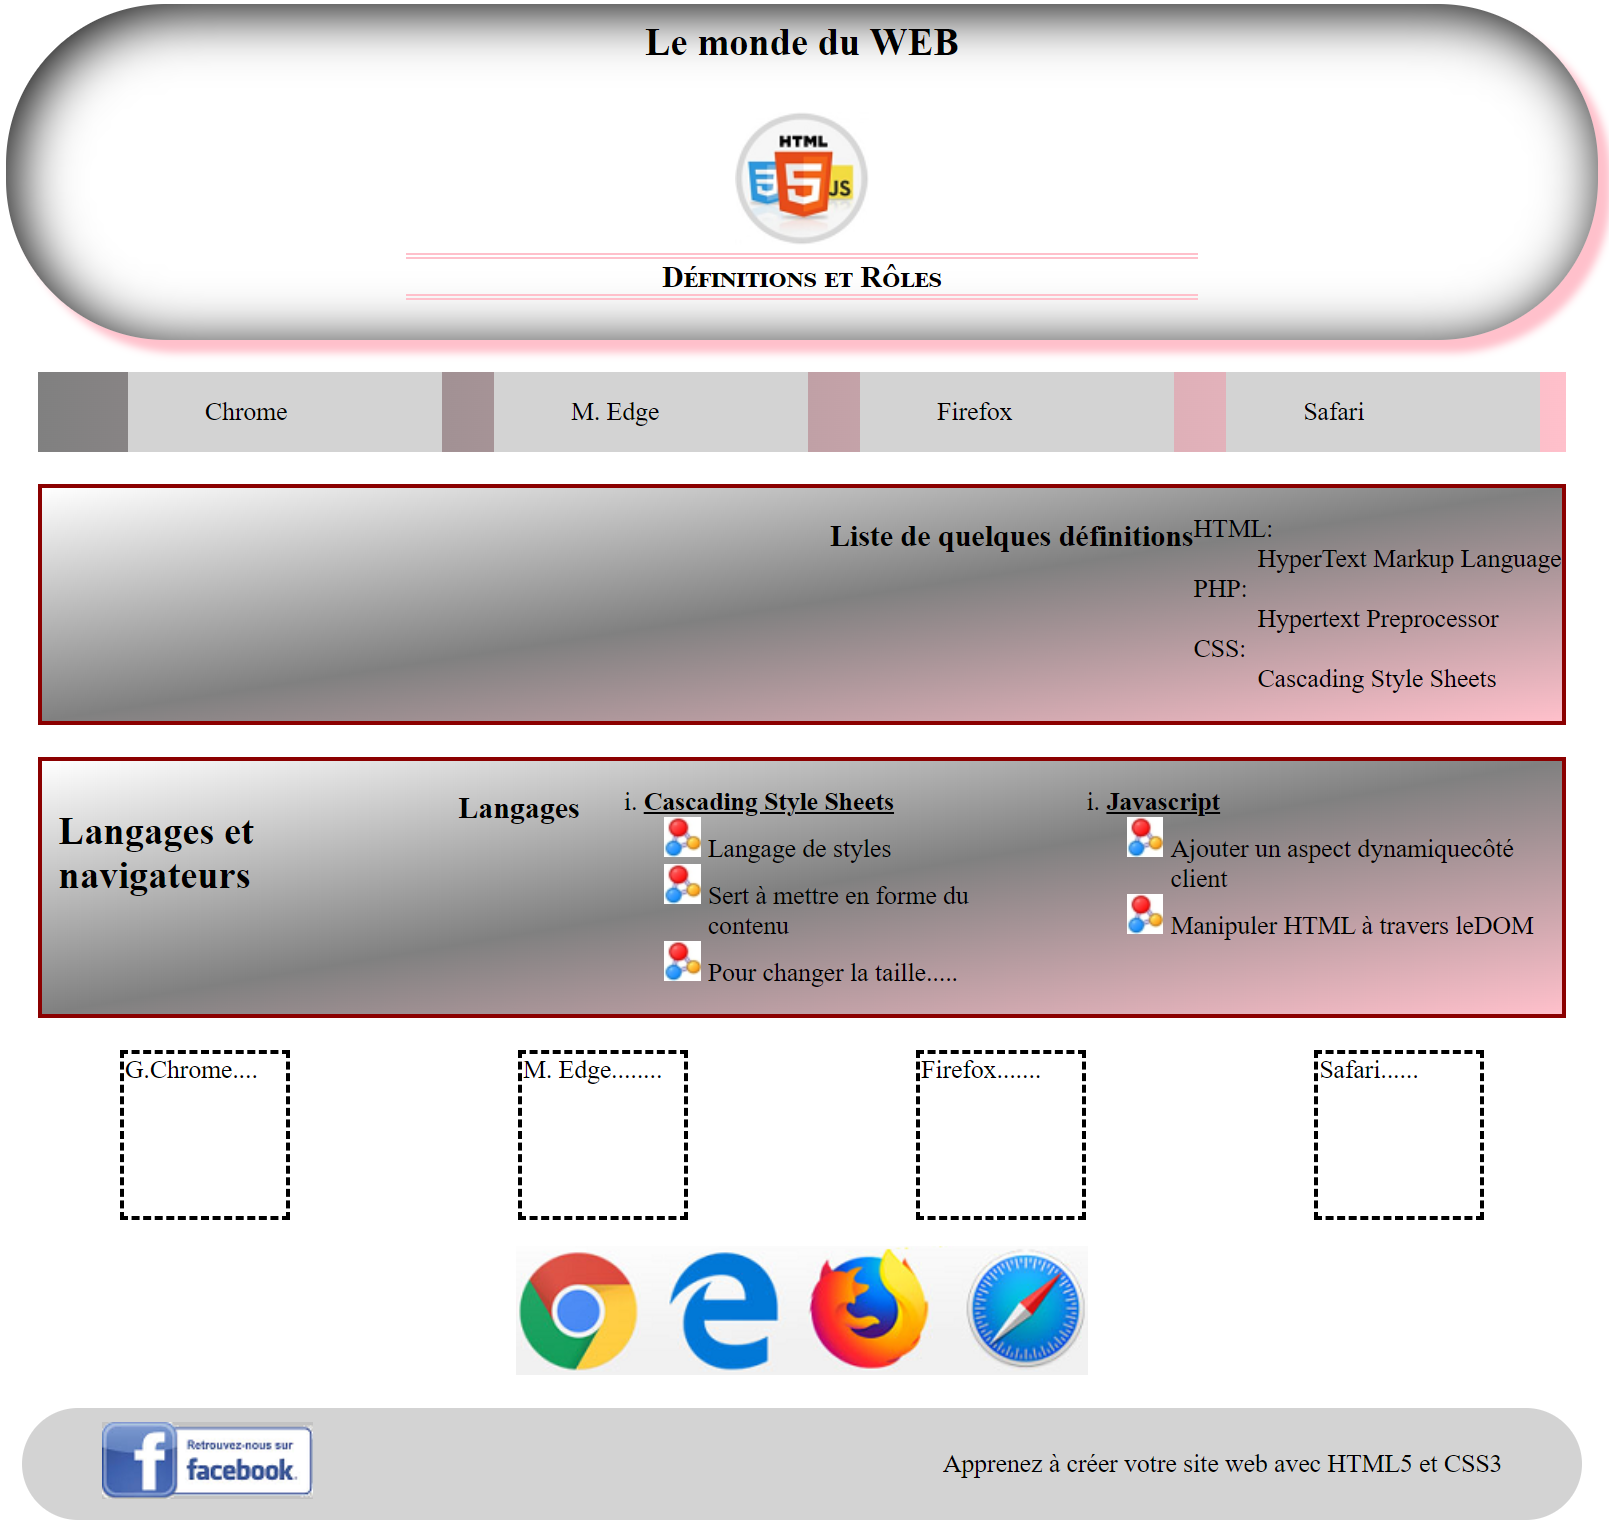 Le monde du WEB
HTML
5
JS
Définitions et Rôles
Chrome
M. Edge
Firefox
Safari
Liste de quelques définitions
HTML:
HyperText Markup Language
PHP:
Hypertext Preprocessor
CSS:
Cascading Style Sheets
Langages et
navigateurs
Langages
i. Cascading Style Sheets
Langage de styles
Sert à mettre en forme du
contenu
Pour changer la taille.....
i. Javascript
Ajouter un aspect dynamiquecôté
client
Manipuler HTML à travers leDOM
G.Chrome....
M. Edge........
Firefox.......
Safari......
f Retrouvez-nous sur
facebook.
Apprenez à créer votre site web avec HTML5 et CSS3